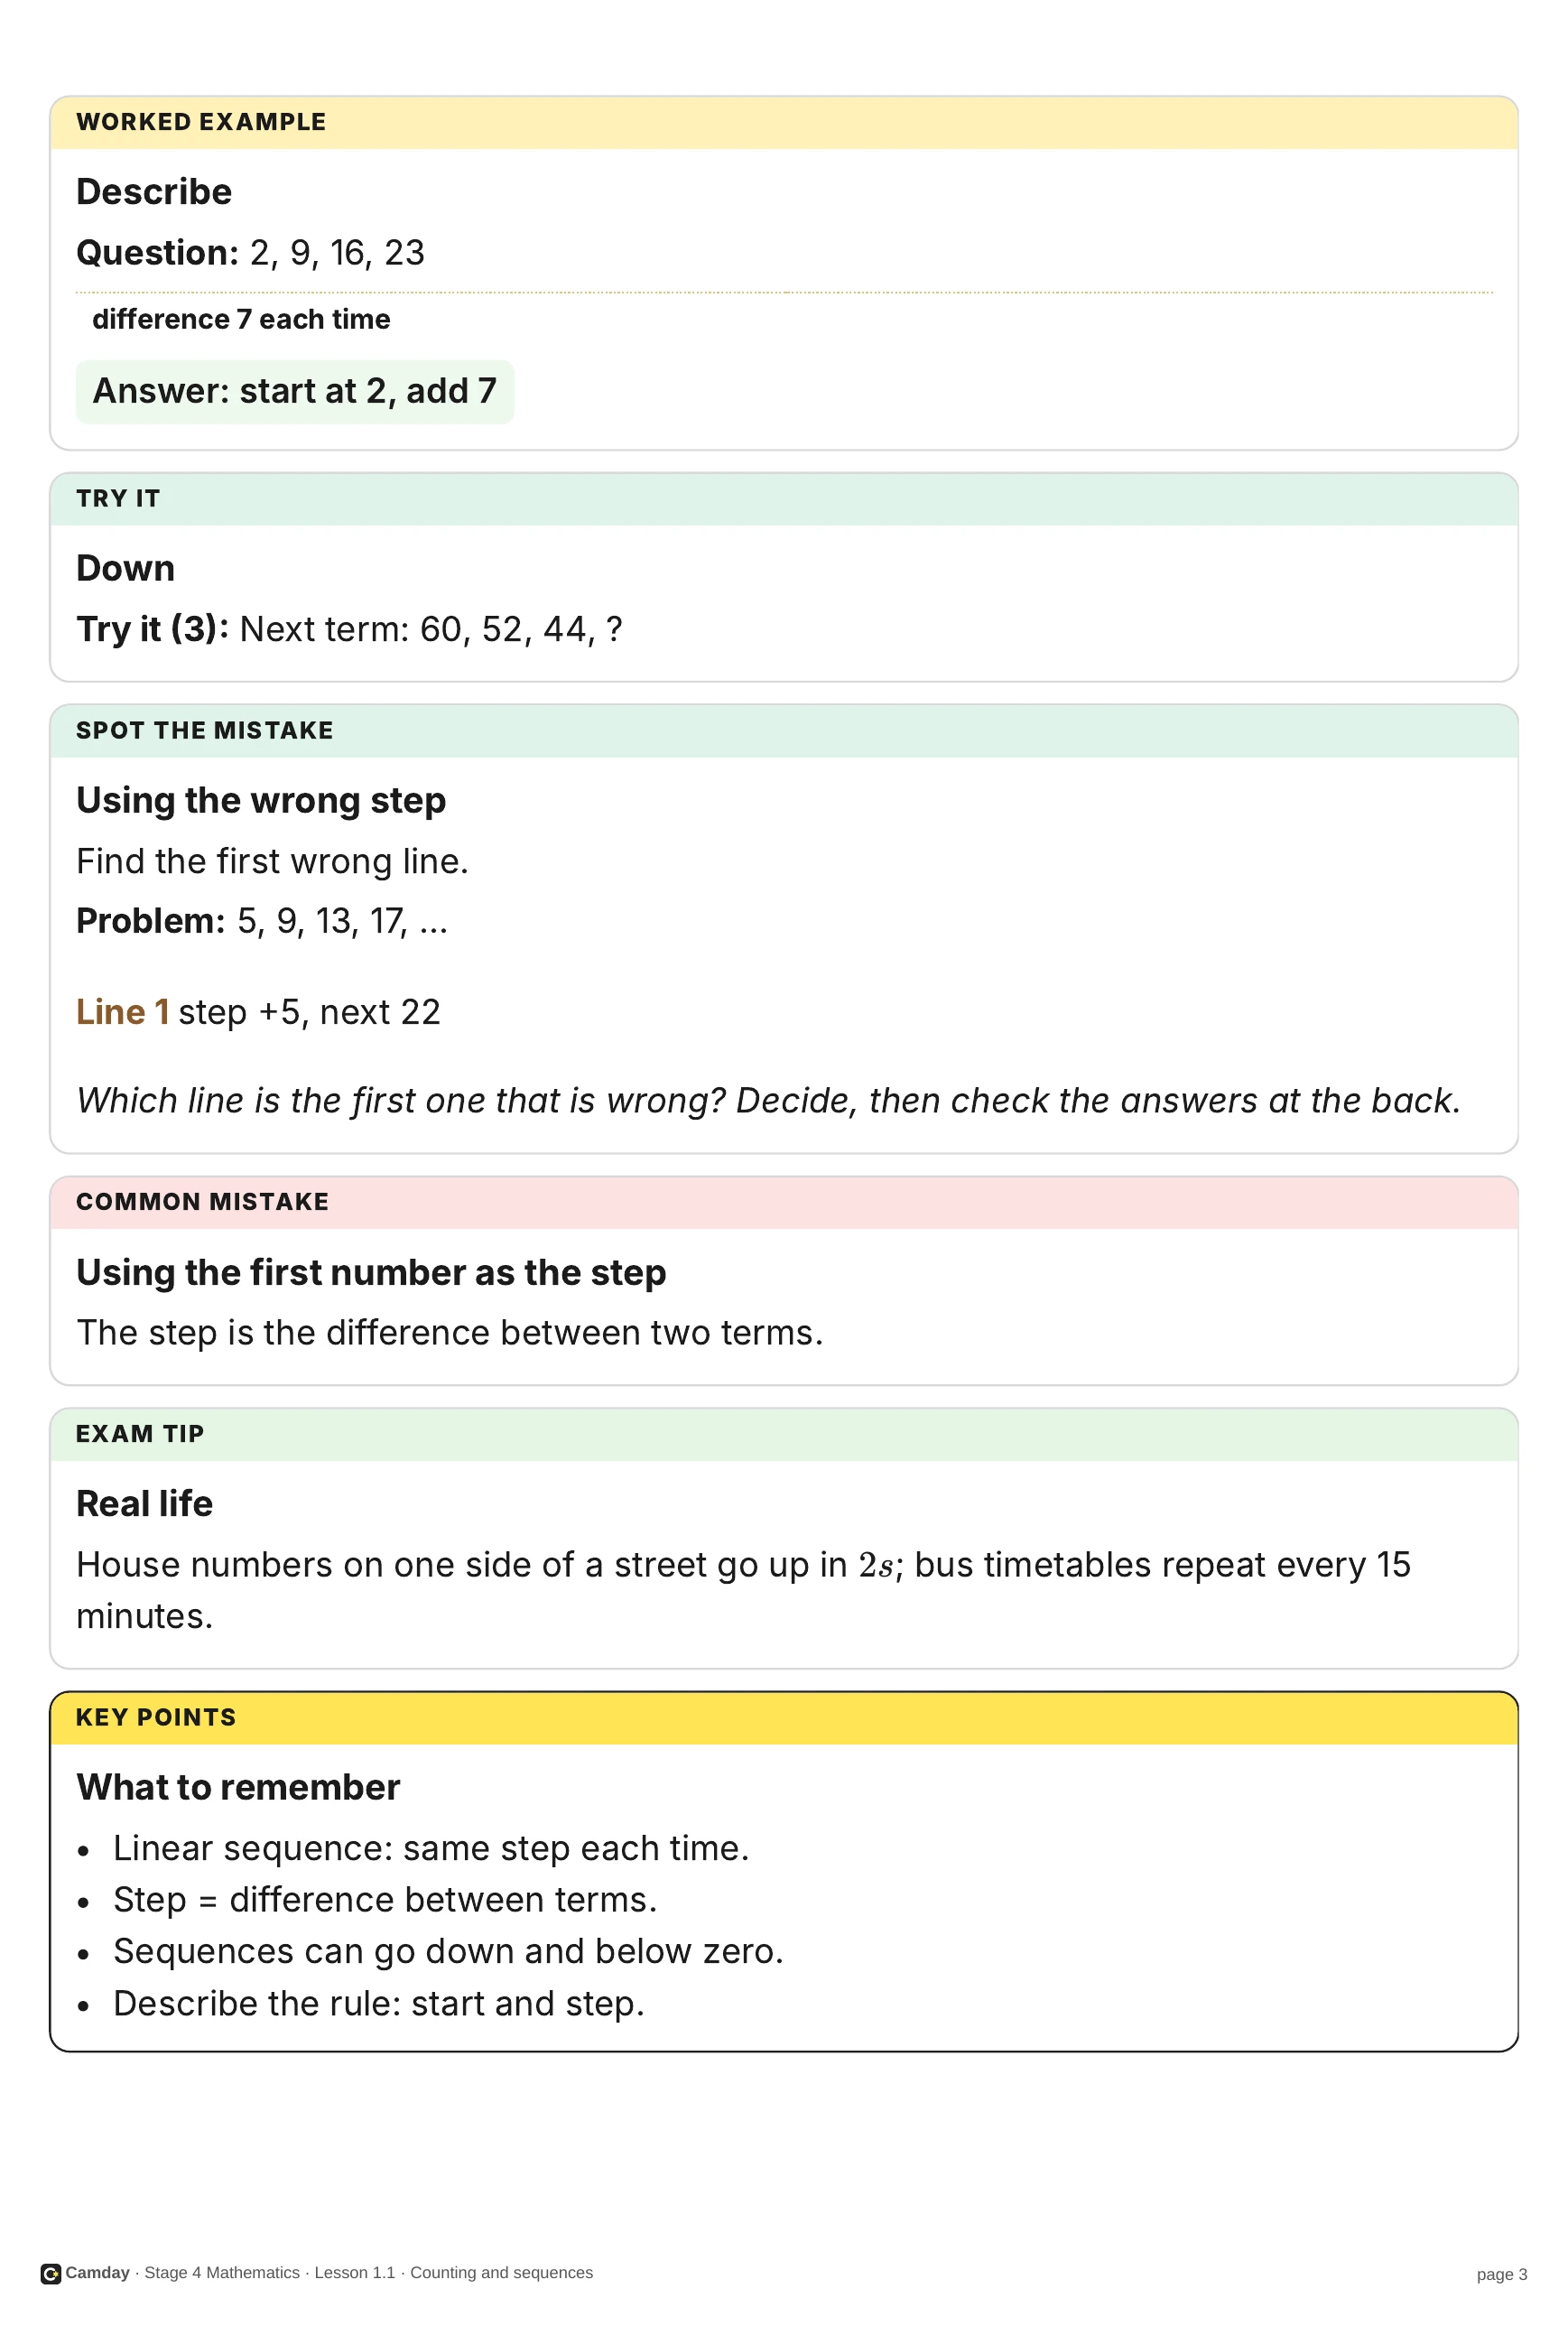 WORKED EXAMPLE
Describe
Question: 2, 9, 16, 23
difference 7 each time
Answer: start at 2, add 7
TRY IT
Down
Try it (3): Next term: 60, 52, 44, ?
SPOT THE MISTAKE
Using the wrong step
Find the first wrong line.
Problem: 5, 9, 13, 17, ...
Line 1 step +5, next 22
Which line is the first one that is wrong? Decide, then check the answers at the back.
COMMON MISTAKE
Using the first number as the step
The step is the difference between two terms.
EXAM TIP
Real life
House numbers on one side of a street go up in 2s; bus timetables repeat every 15
minutes.
KEY POINTS
What to remember
• Linear sequence: same step each time.
• Step = difference between terms.
• Sequences can go down and below zero.
• Describe the rule: start and step.
Camday · Stage 4 Mathematics · Lesson 1.1 · Counting and sequences
page 3